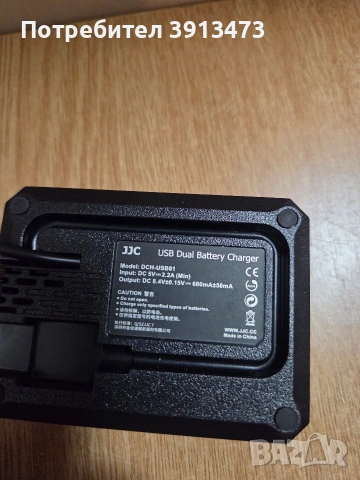 Потребител 3913473
JJC USB Dual Battery Charger
Model: DCH-USB01
Input: DC 5V⎓2.2A (Min)
Output: DC 8.4V±0.15V⎓600mA±50mA
CAUTION 警告
Do not open.
Charge only specified types of batteries.
WWW.JJC.CC
Made in China
BAZAR